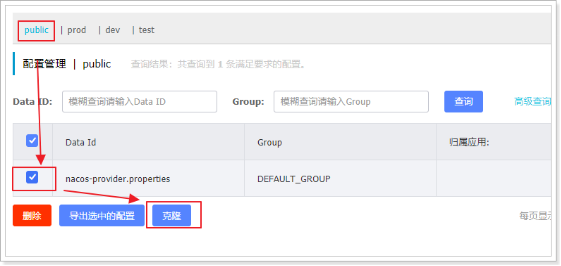 public | prod | dev | test
配置管理 | public 查询结果：共查询到 1 条满足要求的配置。
Data ID: 模糊查询请输入Data ID Group: 模糊查询请输入Group 查询 高级查询
Data Id Group 归属应用:
nacos-provider.properties DEFAULT_GROUP
删除 导出选中的配置 克隆 每页显